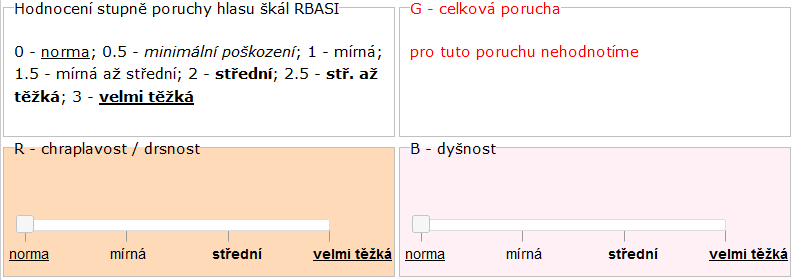 Hodnocení stupně poruchy hlasu škál RBASI
0 - norma; 0.5 - minimální poškození; 1 - mírná;
1.5 - mírná až střední; 2 - střední; 2.5 - stř. až
těžká; 3 - velmi těžká
G - celková porucha
pro tuto poruchu nehodnotíme
R - chraplavost / drsnost
norma mírná střední velmi těžká
B - dyšnost
norma mírná střední velmi těžká